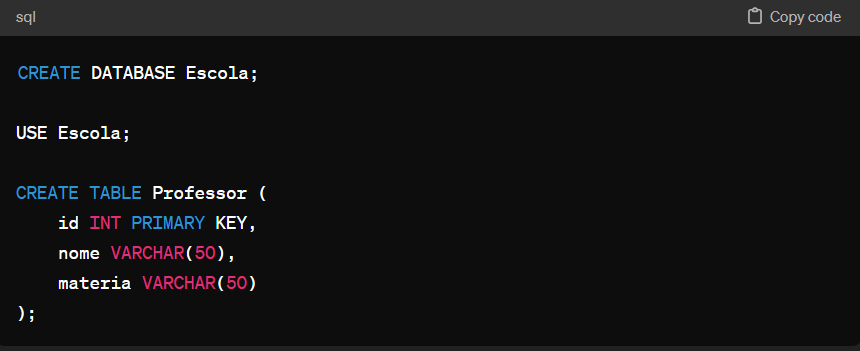 sql
Copy code
CREATE DATABASE Escola;
USE Escola;
CREATE TABLE Professor (
    id INT PRIMARY KEY,
    nome VARCHAR(50),
    materia VARCHAR(50)
);